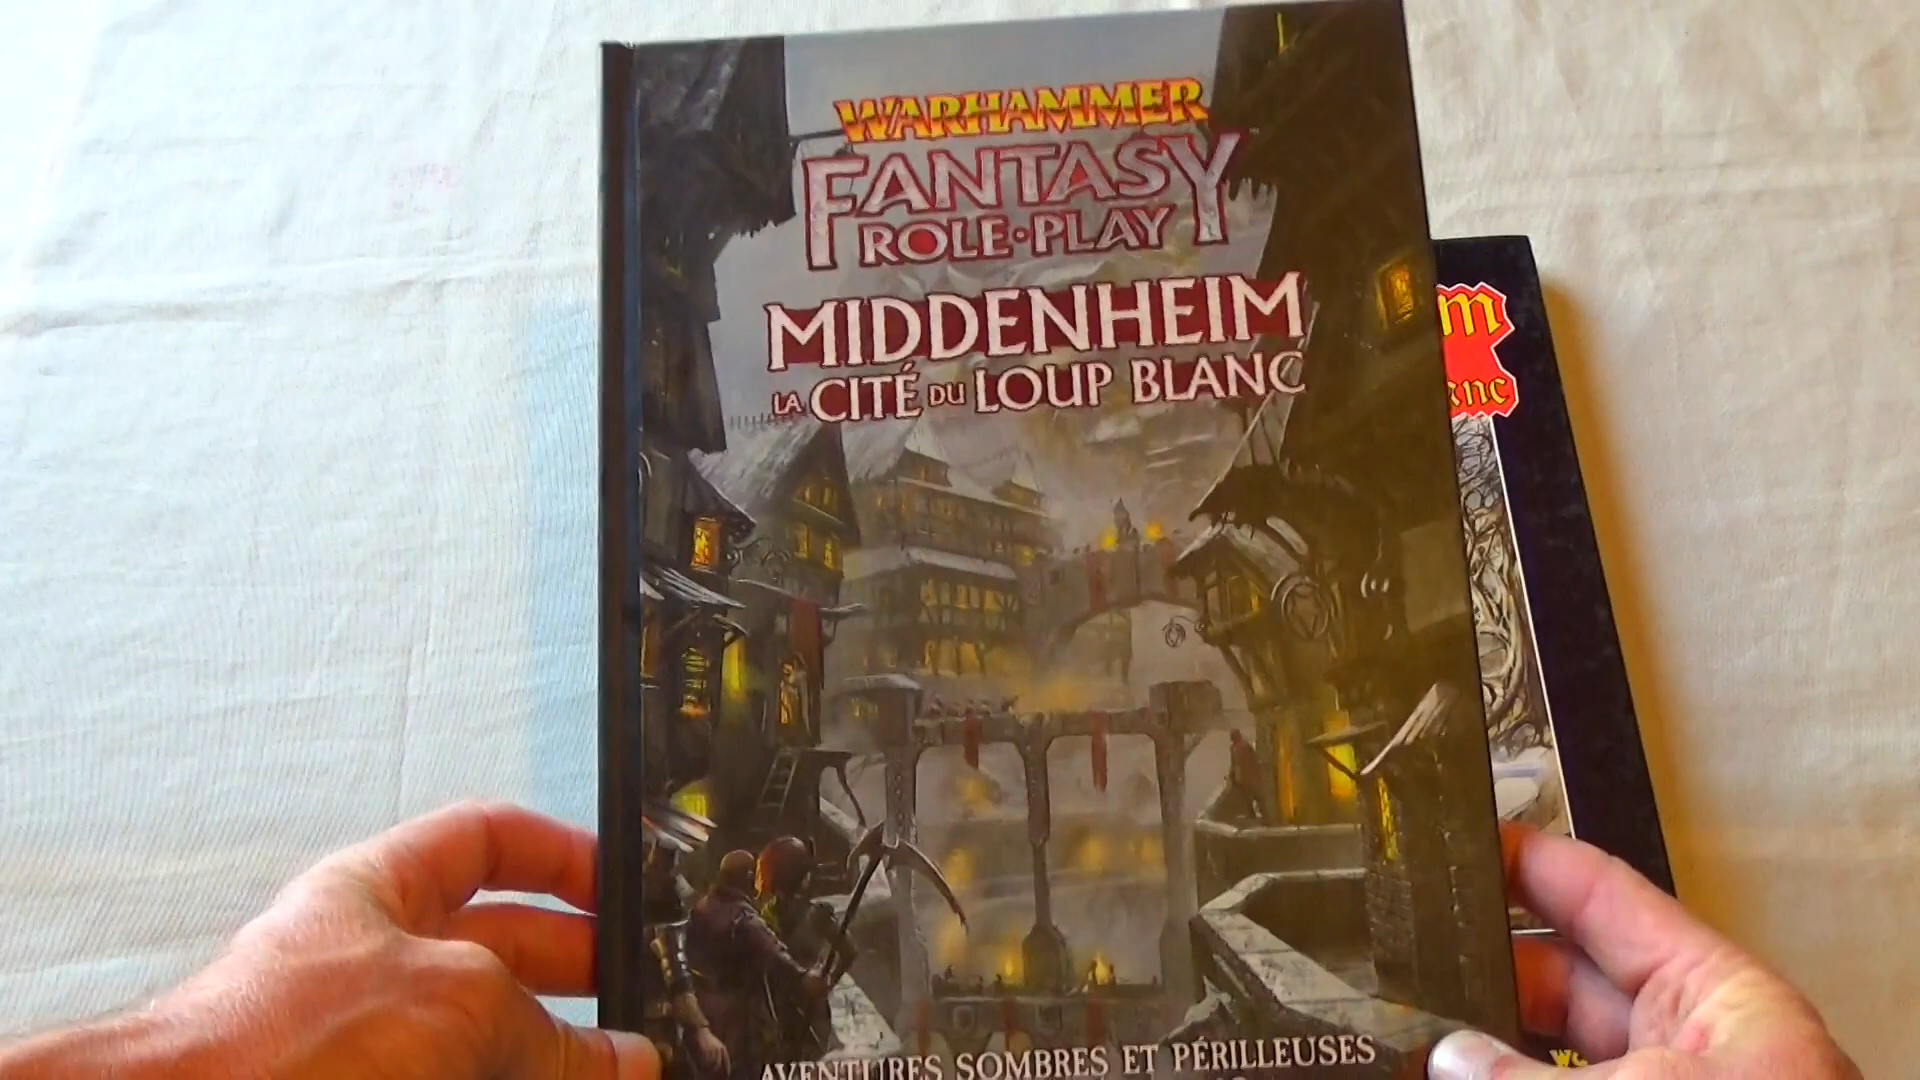 WARHAMMER
FANTASY
ROLE·PLAY
MIDDENHEIM
LA CITÉ DU LOUP BLANC
AVENTURES SOMBRES ET PÉRILLEUSES